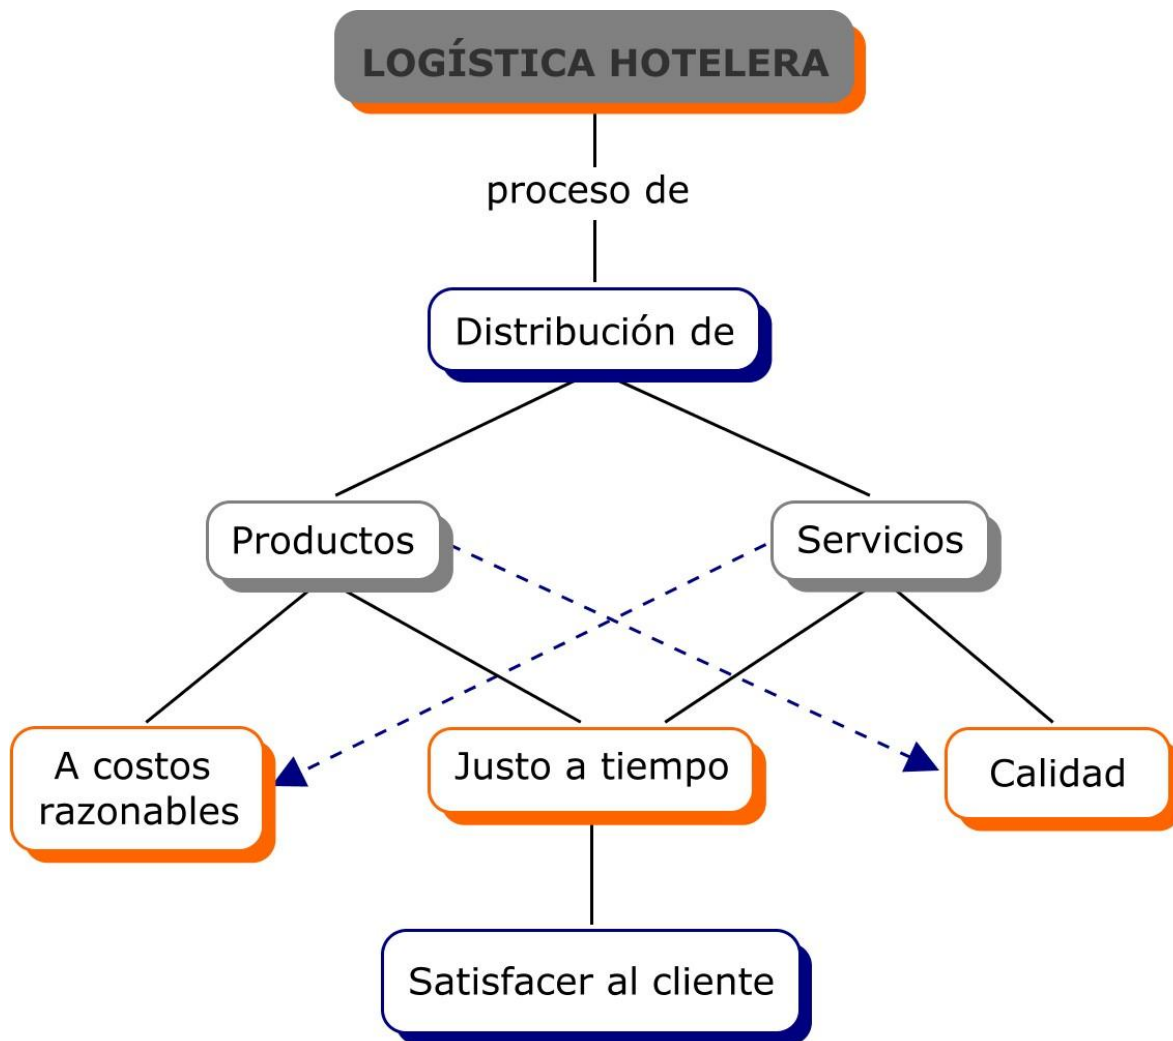 LOGÍSTICA HOTELERA
proceso de
Distribución de
Productos
Servicios
A costos
razonables
Justo a tiempo
Calidad
Satisfacer al cliente